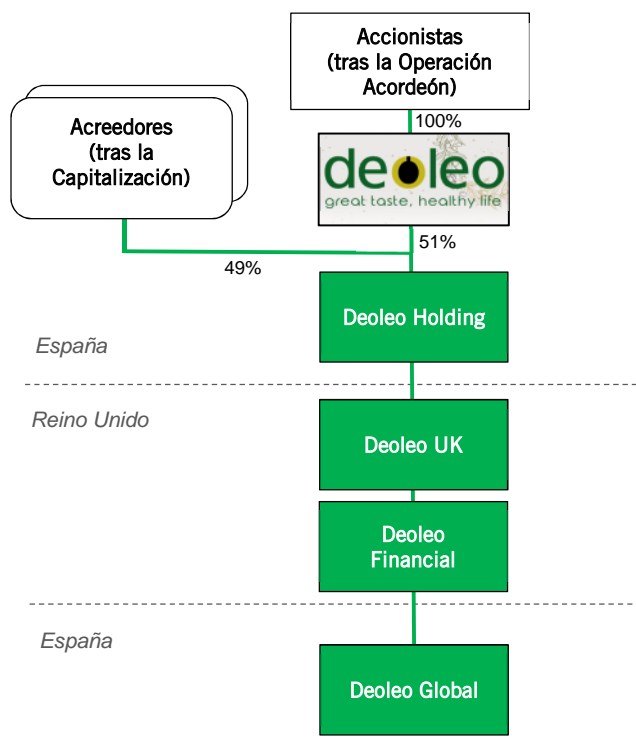 Accionistas
(tras la Operación
Acordeón)
Acreedores
(tras la
Capitalización)
100%
deoleo
great taste, healthy life
51%
49%
Deoleo Holding
España
Reino Unido
Deoleo UK
Deoleo
Financial
España
Deoleo Global